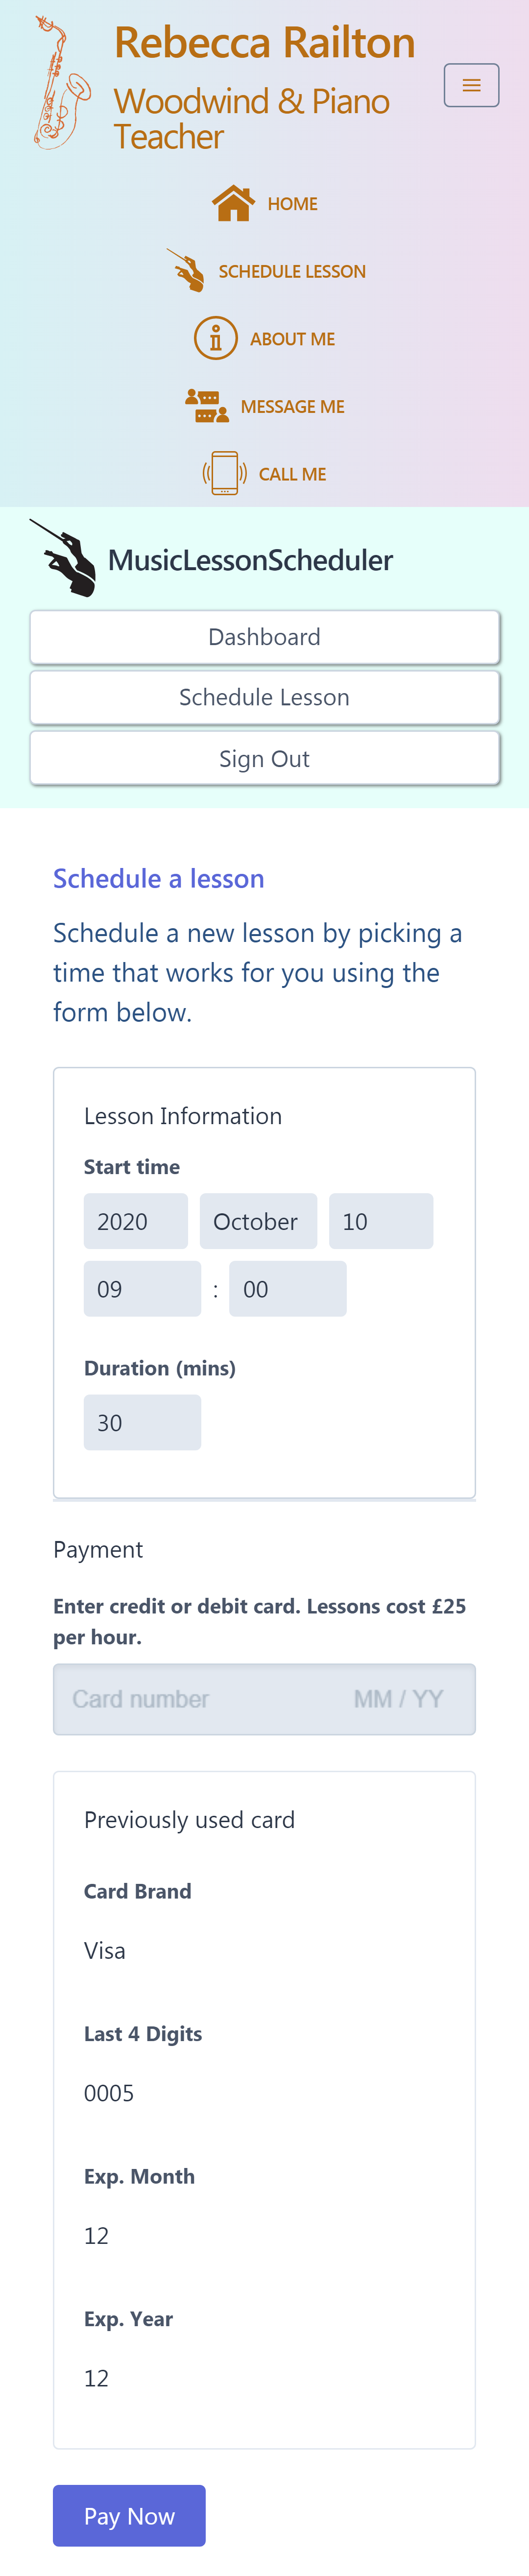 Rebecca Railton
Woodwind & Piano
Teacher
HOME
SCHEDULE LESSON
ABOUT ME
MESSAGE ME
CALL ME
MusicLessonScheduler
Dashboard
Schedule Lesson
Sign Out
Schedule a lesson
Schedule a new lesson by picking a
time that works for you using the
form below.
Lesson Information
Start time
2020 October 10
09 : 00
Duration (mins)
30
Payment
Enter credit or debit card. Lessons cost £25
per hour.
Card number MM / YY
Previously used card
Card Brand
Visa
Last 4 Digits
0005
Exp. Month
12
Exp. Year
12
Pay Now